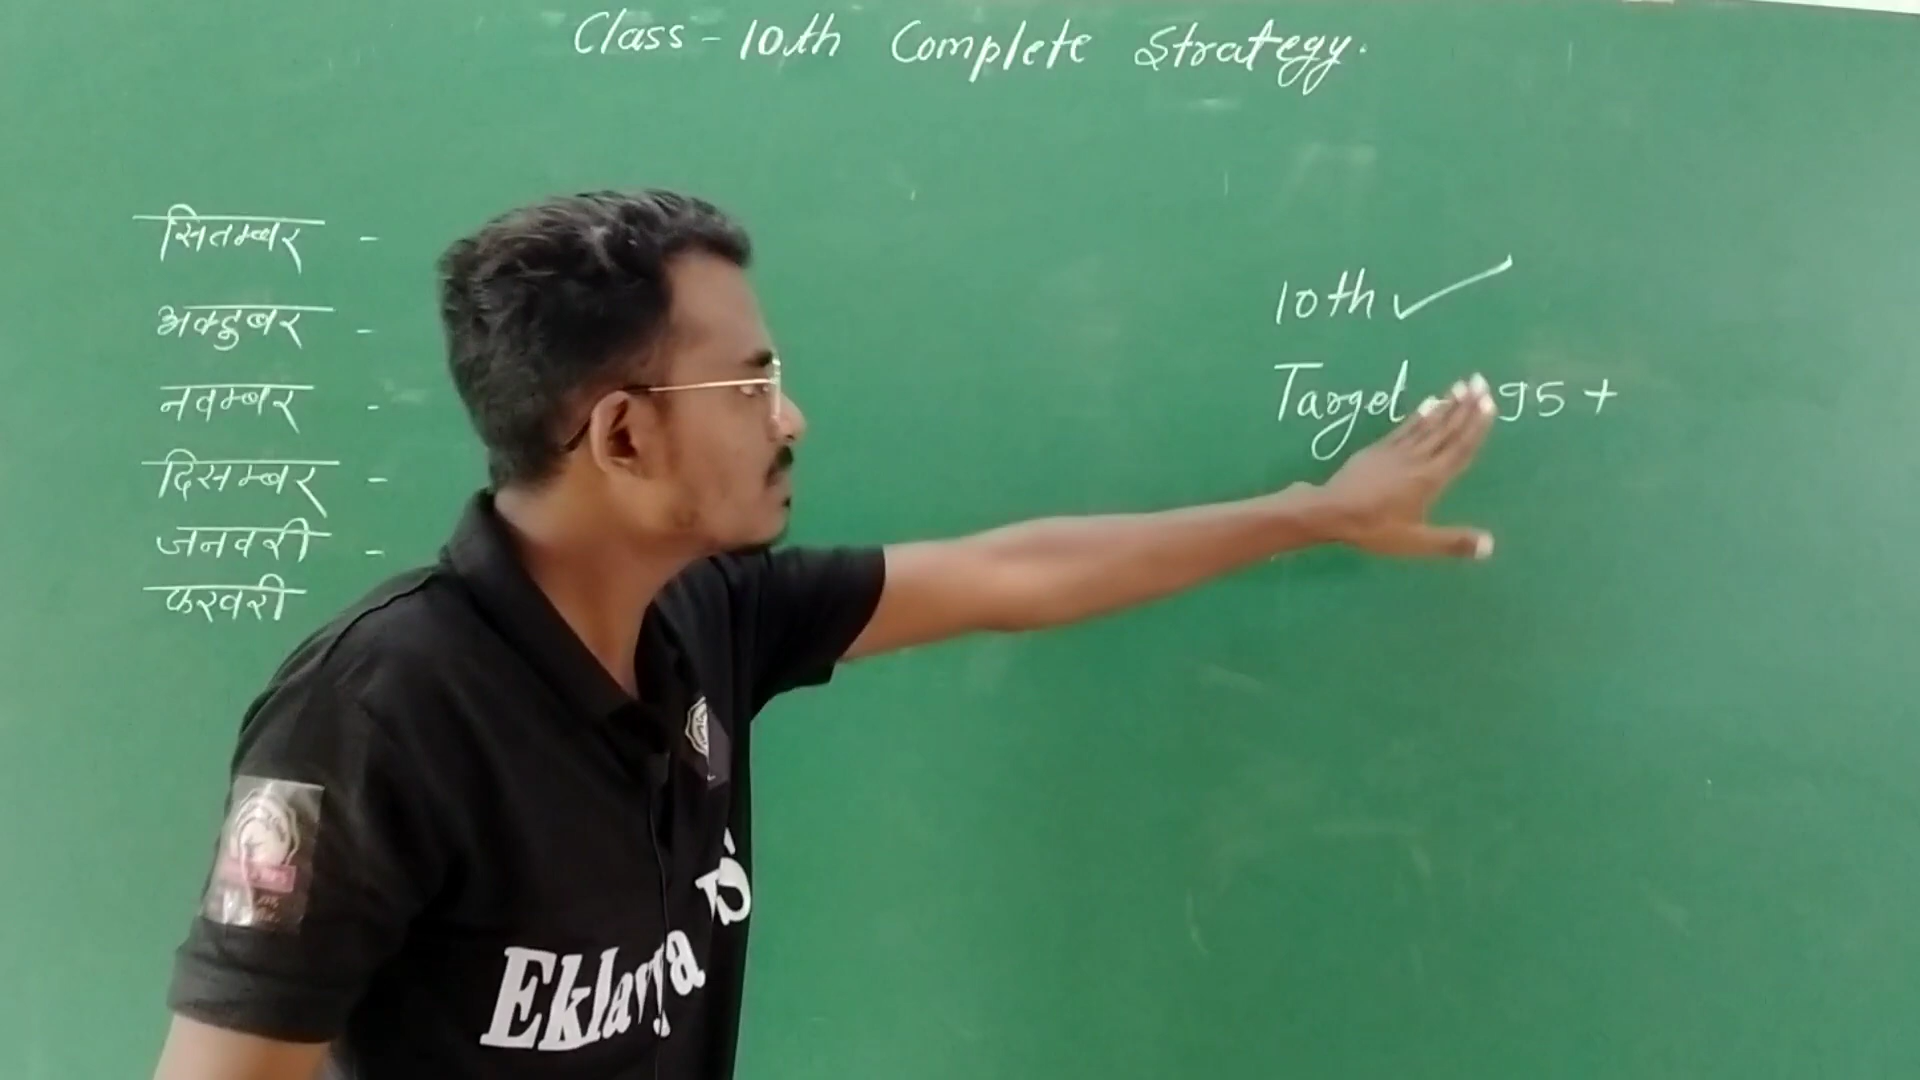 Class - 10th Complete Strategy.
सितम्बर -
अक्टुबर -
नवम्बर -
दिसम्बर -
जनवरी -
फरवरी
10th ✓
Target 95 +
Eklavya